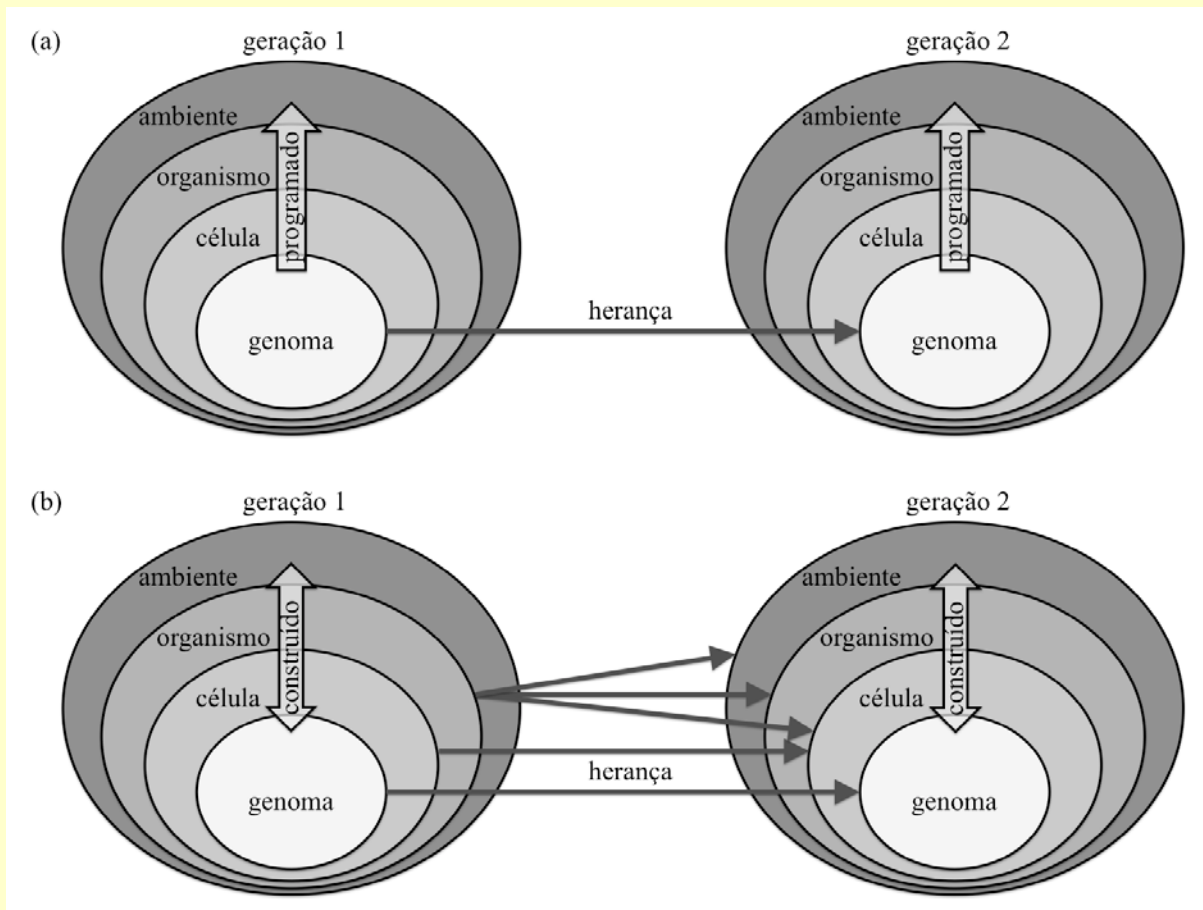 (a)
geração 1
geração 2
ambiente
organismo
célula
programado
genoma
herança
ambiente
organismo
célula
programado
genoma
(b)
geração 1
geração 2
ambiente
organismo
célula
construído
genoma
herança
ambiente
organismo
célula
construído
genoma